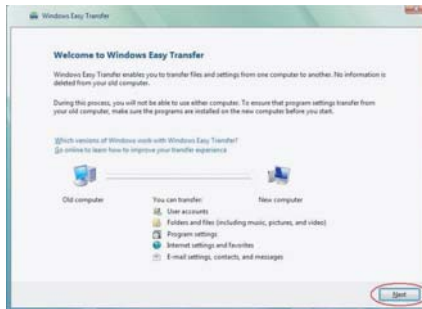 Windows Easy Transfer
Welcome to Windows Easy Transfer
Windows Easy Transfer enables you to transfer files and settings from one computer to another. No information is
deleted from your old computer.
During this process, you will not be able to use either computer. To ensure that program settings transfer from
your old computer, make sure the programs are installed on the new computer before you start.
Which versions of Windows work with Windows Easy Transfer?
Go online to learn how to improve your transfer experience
Old computer
You can transfer:
New computer
User accounts
Folders and files (including music, pictures, and video)
Program settings
Internet settings and favorites
E-mail settings, contacts, and messages
Next